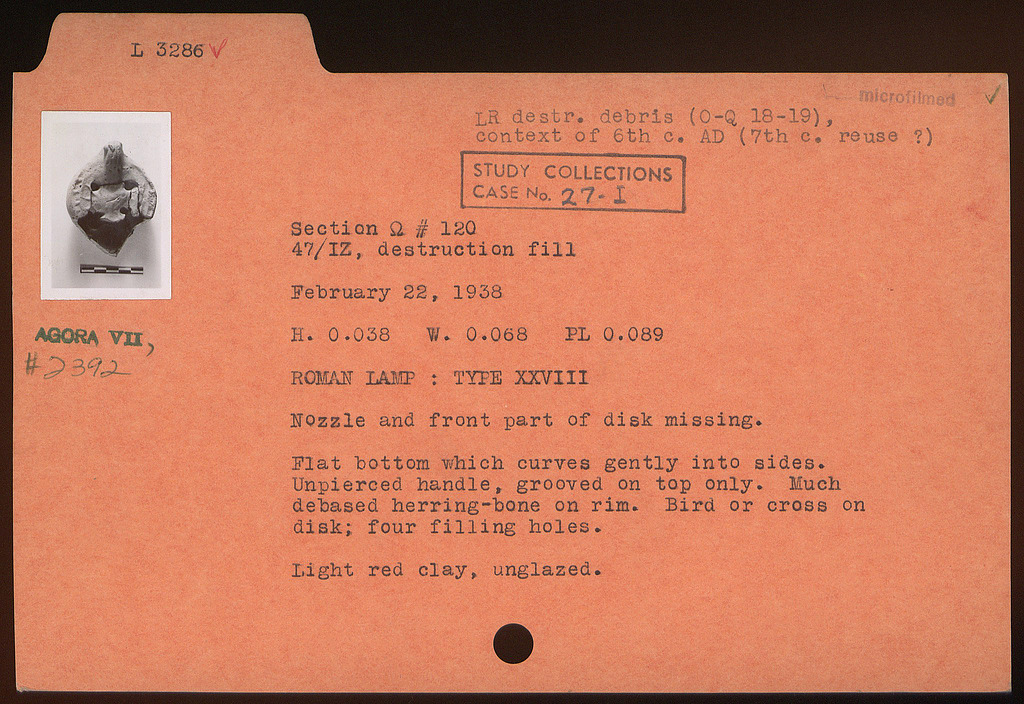 L 3286 ✓
microfilmed ✓
LR destr. debris (O-Q 18-19),
context of 6th c. AD (7th c. reuse ?)
STUDY COLLECTIONS
CASE No. 27-I
Section Ω # 120
47/ΙΖ, destruction fill
February 22, 1938
H. 0.038 W. 0.068 PL 0.089
AGORA VII,
#2392
ROMAN LAMP : TYPE XXVIII
Nozzle and front part of disk missing.
Flat bottom which curves gently into sides.
Unpierced handle, grooved on top only. Much
debased herring-bone on rim. Bird or cross on
disk; four filling holes.
Light red clay, unglazed.